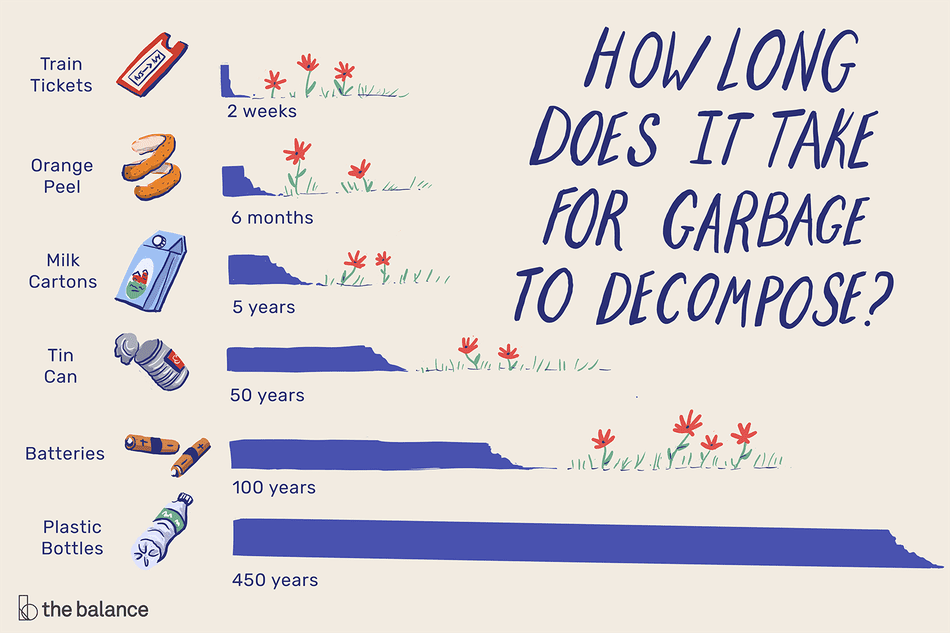 HOW LONG
DOES IT TAKE
FOR GARBAGE
TO DECOMPOSE?
Train
Tickets
2 weeks
Orange
Peel
6 months
Milk
Cartons
5 years
Tin
Can
50 years
Batteries
100 years
Plastic
Bottles
450 years
the balance